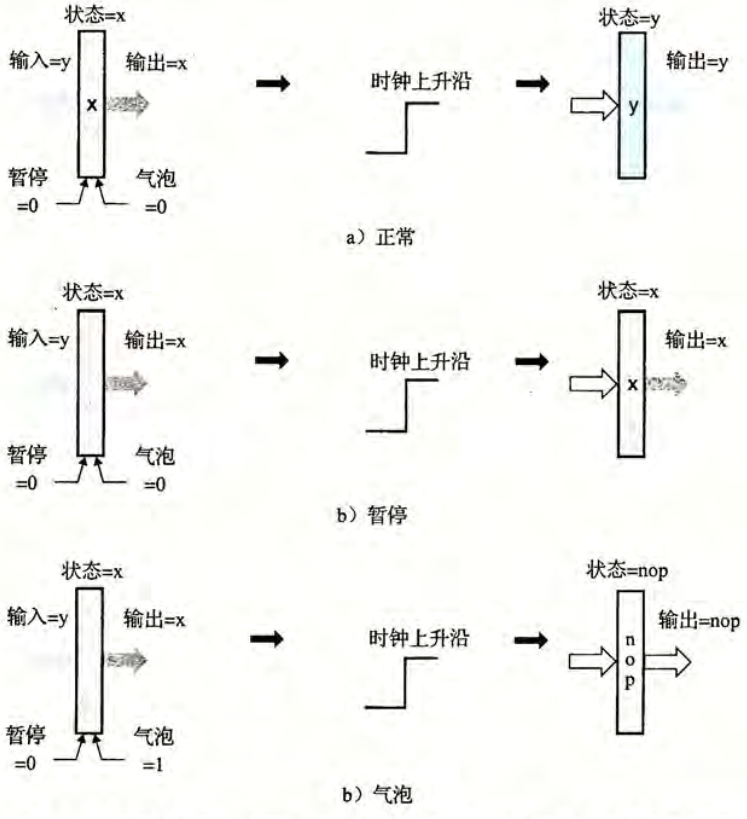 状态=x
状态=y
输入=y
输出=x
输出=y
时钟上升沿
x
y
暂停
=0
气泡
=0
a）正常
状态=x
状态=x
输入=y
输出=x
输出=x
时钟上升沿
x
暂停
=0
气泡
=0
b）暂停
状态=x
状态=nop
输入=y
输出=x
输出=nop
时钟上升沿
n
o
p
暂停
=0
气泡
=1
b）气泡